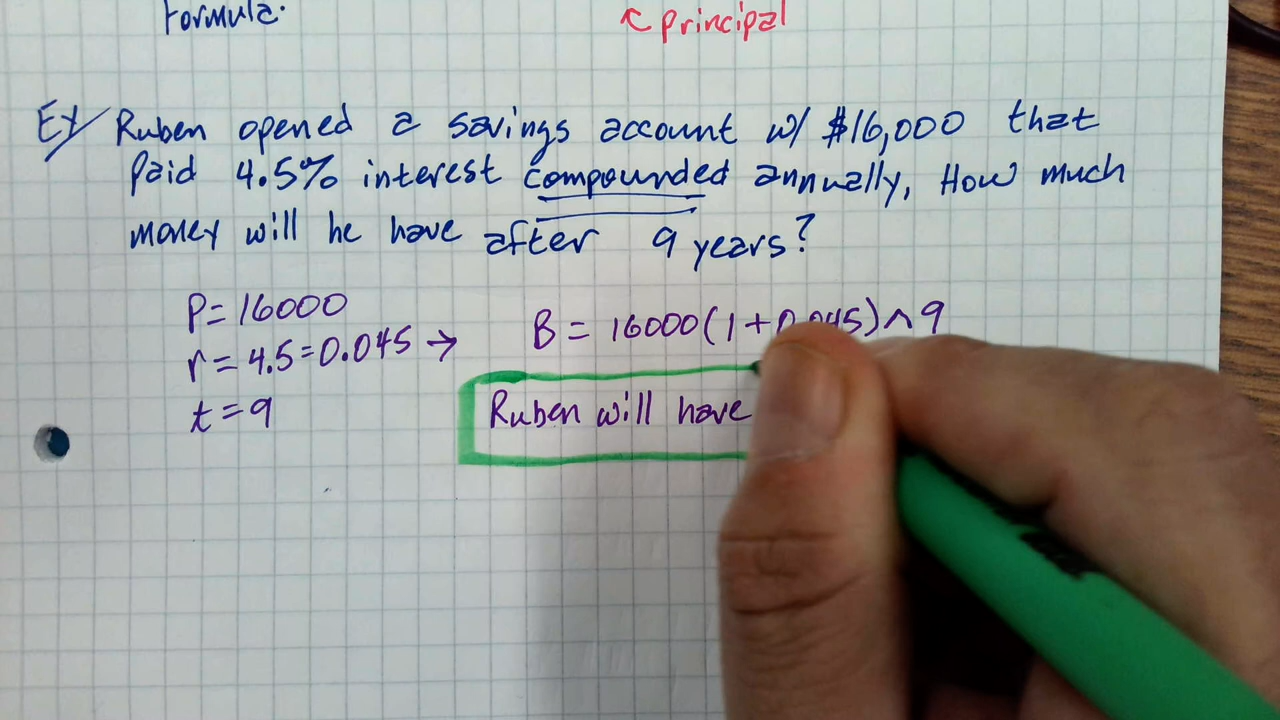 Formula.
↖ principal
Ex Ruben opened a savings account w/ $16,000 that
paid 4.5% interest compounded annually, How much
money will he have after 9 years?
P=16000
r=4.5=0.045 →
t=9
B=16000(1+0.045)^9
Ruben will have